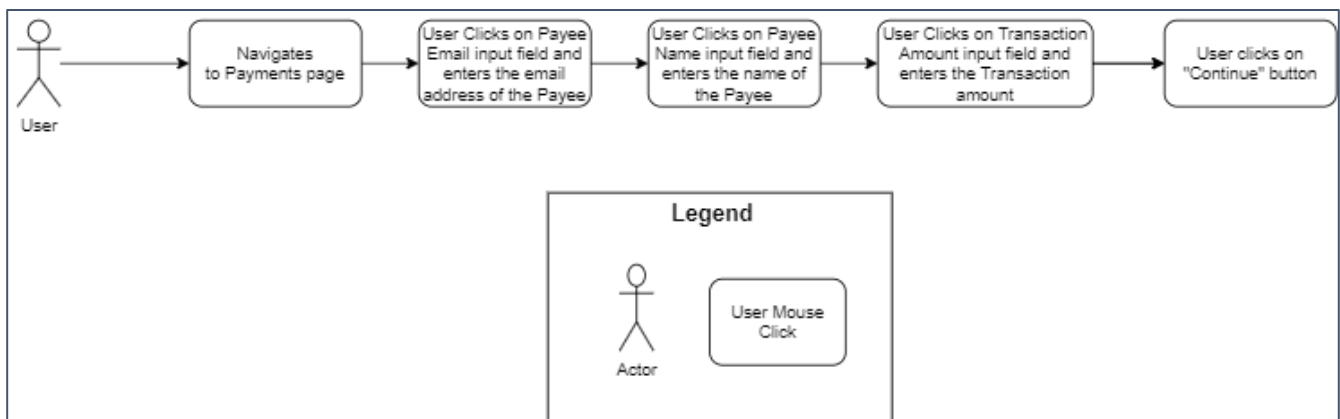 User
Navigates
to Payments page
User Clicks on Payee
Email input field and
enters the email
address of the Payee
User Clicks on Payee
Name input field and
enters the name of
the Payee
User Clicks on Transaction
Amount input field and
enters the Transaction
amount
User clicks on
"Continue" button
Legend
Actor
User Mouse
Click